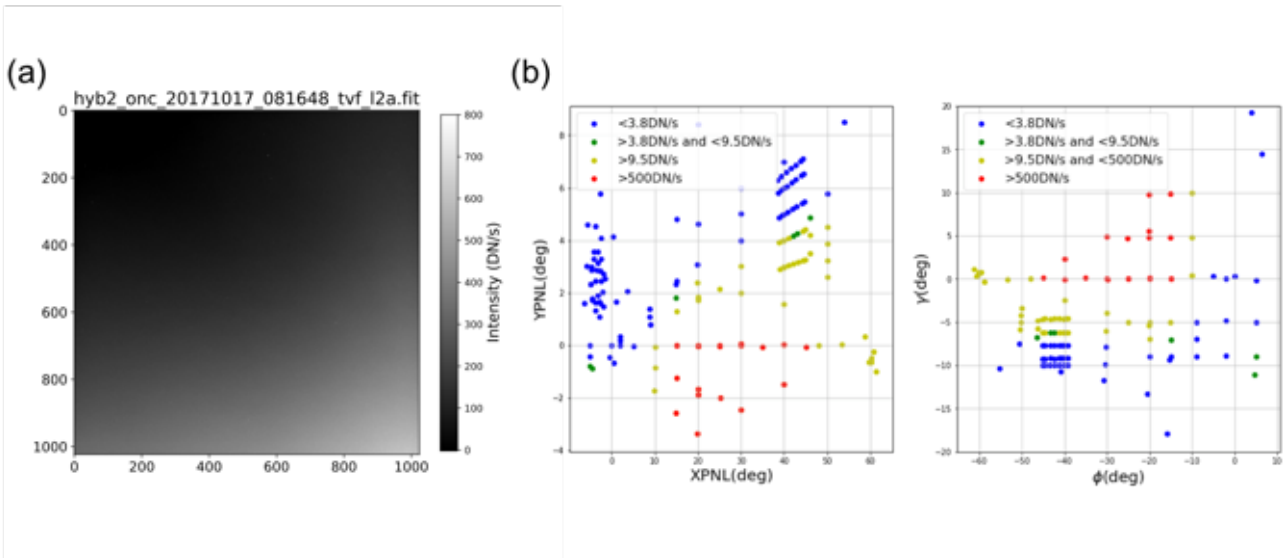 (a)
hyb2_onc_20171017_081648_tvf_l2a.fit
0
200
400
600
800
1000
0 200 400 600 800 1000
800
700
600
500
400
300
200
100
0
Intensity (DN/s)
(b)
<3.8DN/s
>3.8DN/s and <9.5DN/s
>9.5DN/s
>500DN/s
8
6
4
2
0
−2
−4
YPNL(deg)
0 10 20 30 40 50 60
XPNL(deg)
<3.8DN/s
>3.8DN/s and <9.5DN/s
>9.5DN/s and <500DN/s
>500DN/s
20
15
10
5
0
−5
−10
−15
−20
γ(deg)
−60 −50 −40 −30 −20 −10 0 10
ϕ(deg)